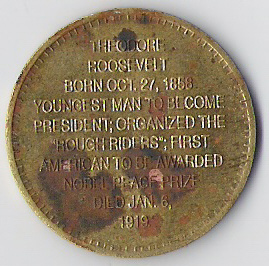 THEODORE
ROOSEVELT
BORN OCT. 27, 1858
YOUNGEST MAN TO BECOME
PRESIDENT; ORGANIZED THE
"ROUGH RIDERS"; FIRST
AMERICAN TO BE AWARDED
NOBEL PEACE PRIZE
DIED JAN. 6,
1919